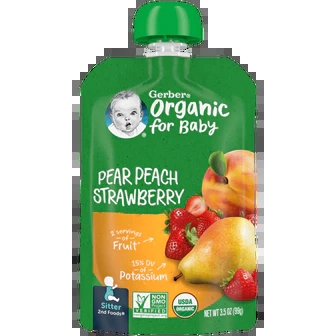 Gerber®
Organic
for Baby
PEAR PEACH
STRAWBERRY
2 servings
of
Fruit*
15% DV
of
Potassium
Sitter
2nd Foods®
NON
GMO
VERIFIED
USDA
ORGANIC
NET WT 3.5 OZ (99g)